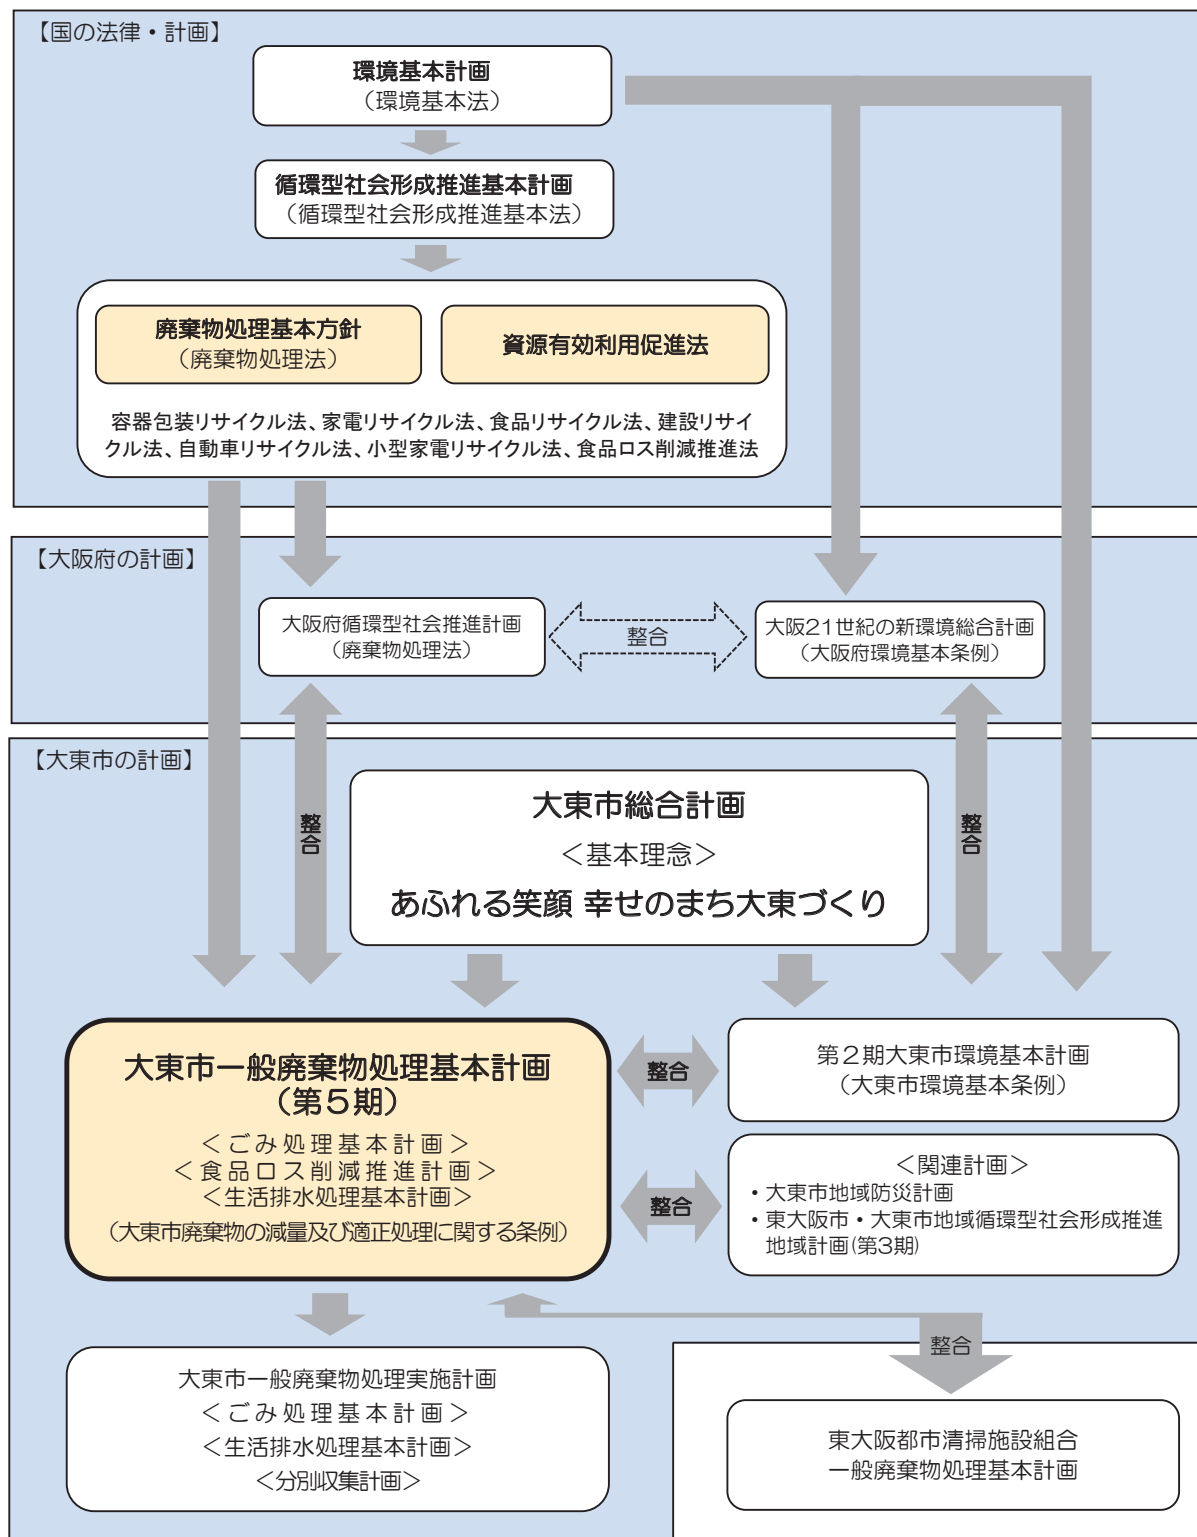 【国の法律・計画】
環境基本計画
（環境基本法）
循環型社会形成推進基本計画
（循環型社会形成推進基本法）
廃棄物処理基本方針
（廃棄物処理法）
資源有効利用促進法
容器包装リサイクル法、家電リサイクル法、食品リサイクル法、建設リサイ
クル法、自動車リサイクル法、小型家電リサイクル法、食品ロス削減推進法
【大阪府の計画】
大阪府循環型社会推進計画
（廃棄物処理法）
整合
大阪21世紀の新環境総合計画
（大阪府環境基本条例）
【大東市の計画】
整合
大東市総合計画
＜基本理念＞
あふれる笑顔 幸せのまち大東づくり
整合
大東市一般廃棄物処理基本計画
（第５期）
＜ごみ処理基本計画＞
＜食品ロス削減推進計画＞
＜生活排水処理基本計画＞
（大東市廃棄物の減量及び適正処理に関する条例）
整合
第２期大東市環境基本計画
（大東市環境基本条例）
整合
＜関連計画＞
・大東市地域防災計画
・東大阪市・大東市地域循環型社会形成推進
地域計画(第3期)
大東市一般廃棄物処理実施計画
＜ごみ処理基本計画＞
＜生活排水処理基本計画＞
＜分別収集計画＞
整合
東大阪都市清掃施設組合
一般廃棄物処理基本計画